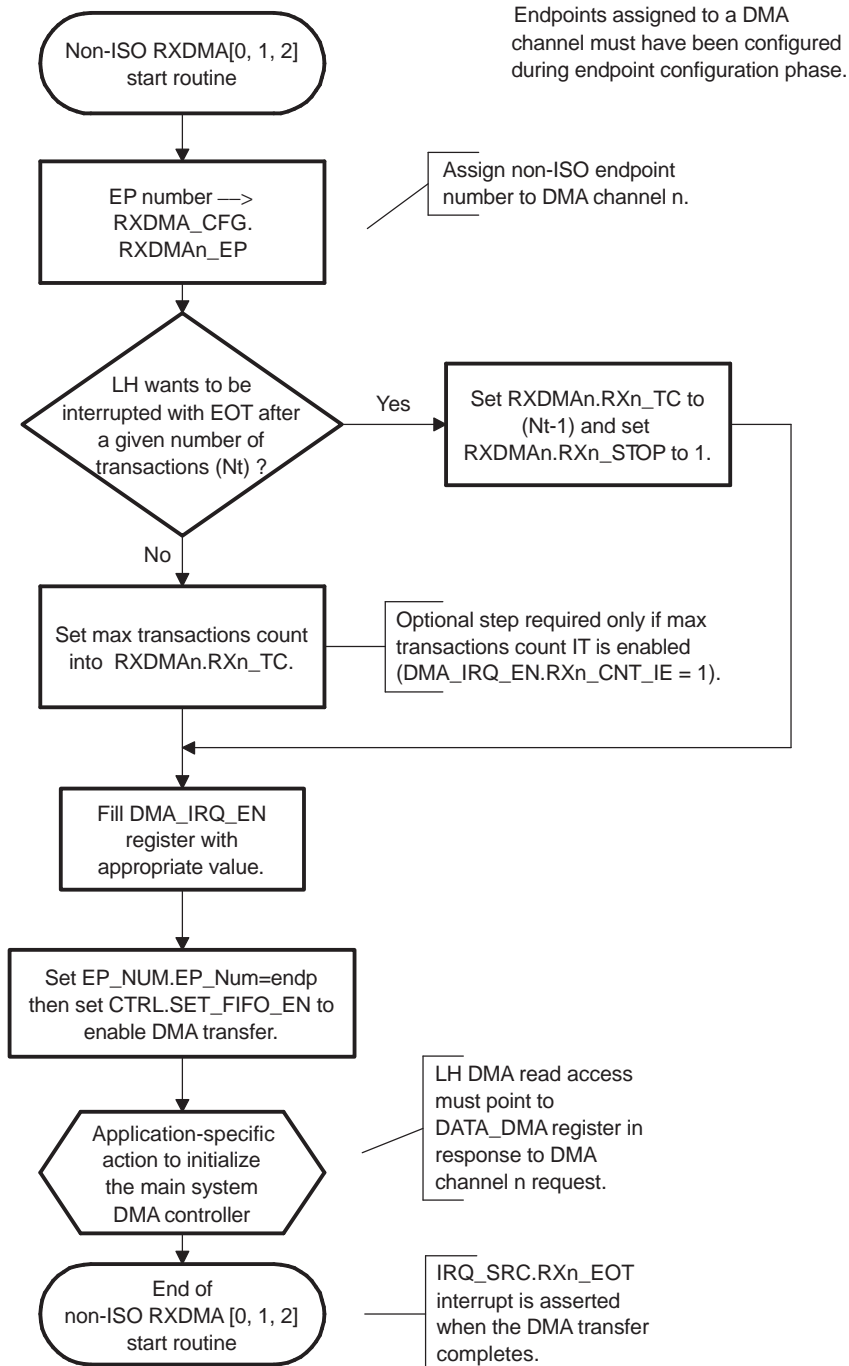 Endpoints assigned to a DMA
channel must have been configured
during endpoint configuration phase.
Non-ISO RXDMA[0, 1, 2]
start routine
EP number −−>
RXDMA_CFG.
RXDMAn_EP
Assign non-ISO endpoint
number to DMA channel n.
LH wants to be
interrupted with EOT after
a given number of
transactions (Nt) ?
Yes
Set RXDMAn.RXn_TC to
(Nt-1) and set
RXDMAn.RXn_STOP to 1.
No
Set max transactions count
into RXDMAn.RXn_TC.
Optional step required only if max
transactions count IT is enabled
(DMA_IRQ_EN.RXn_CNT_IE = 1).
Fill DMA_IRQ_EN
register with
appropriate value.
Set EP_NUM.EP_Num=endp
then set CTRL.SET_FIFO_EN to
enable DMA transfer.
LH DMA read access
must point to
DATA_DMA register in
response to DMA
channel n request.
Application-specific
action to initialize
the main system
DMA controller
End of
non-ISO RXDMA [0, 1, 2]
start routine
IRQ_SRC.RXn_EOT
interrupt is asserted
when the DMA transfer
completes.